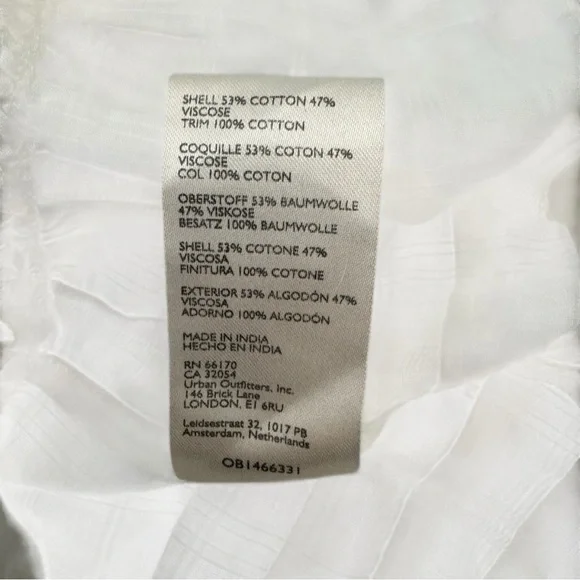 SHELL 53% COTTON 47%
VISCOSE
TRIM 100% COTTON
COQUILLE 53% COTON 47%
VISCOSE
COL 100% COTON
OBERSTOFF 53% BAUMWOLLE
47% VISKOSE
BESATZ 100% BAUMWOLLE
SHELL 53% COTONE 47%
VISCOSA
FINITURA 100% COTONE
EXTERIOR 53% ALGODÓN 47%
VISCOSA
ADORNO 100% ALGODÓN
MADE IN INDIA
HECHO EN INDIA
RN 66170
CA 32054
Urban Outfitters, Inc.
146 Brick Lane
LONDON, E1 6RU
Leidsestraat 32, 1017 PB
Amsterdam, Netherlands
OB1466331